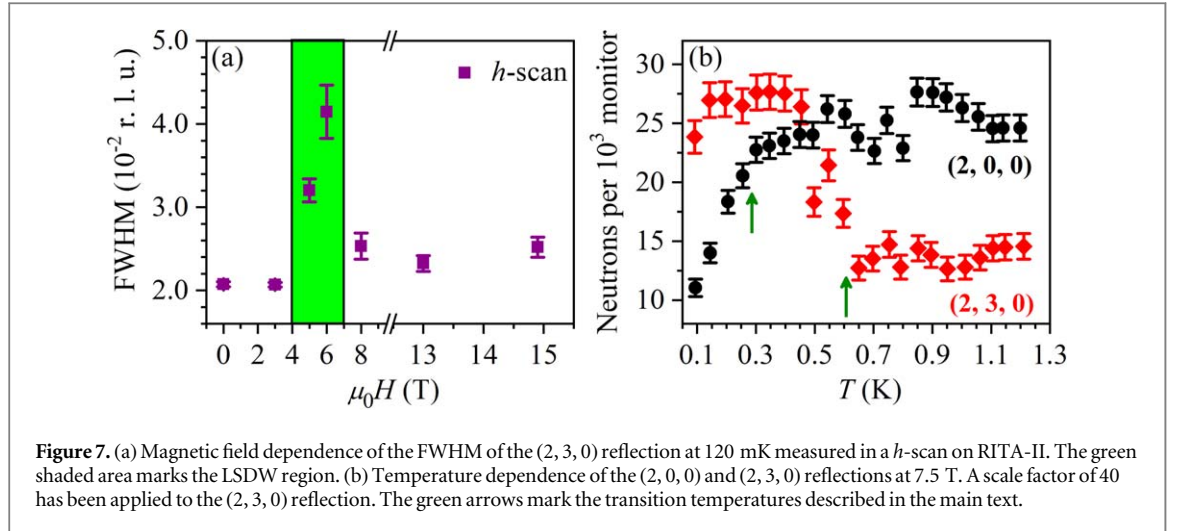 (a)
h-scan
FWHM (10⁻² r. l. u.)
5.0
4.0
3.0
2.0
0 2 4 6 8 13 14 15
μ₀H (T)
(b)
Neutrons per 10³ monitor
30
25
20
15
10
(2, 0, 0)
(2, 3, 0)
0.1 0.3 0.5 0.7 0.9 1.1 1.3
T (K)
Figure 7. (a) Magnetic field dependence of the FWHM of the (2, 3, 0) reflection at 120 mK measured in a h-scan on RITA-II. The green
shaded area marks the LSDW region. (b) Temperature dependence of the (2, 0, 0) and (2, 3, 0) reflections at 7.5 T. A scale factor of 40
has been applied to the (2, 3, 0) reflection. The green arrows mark the transition temperatures described in the main text.